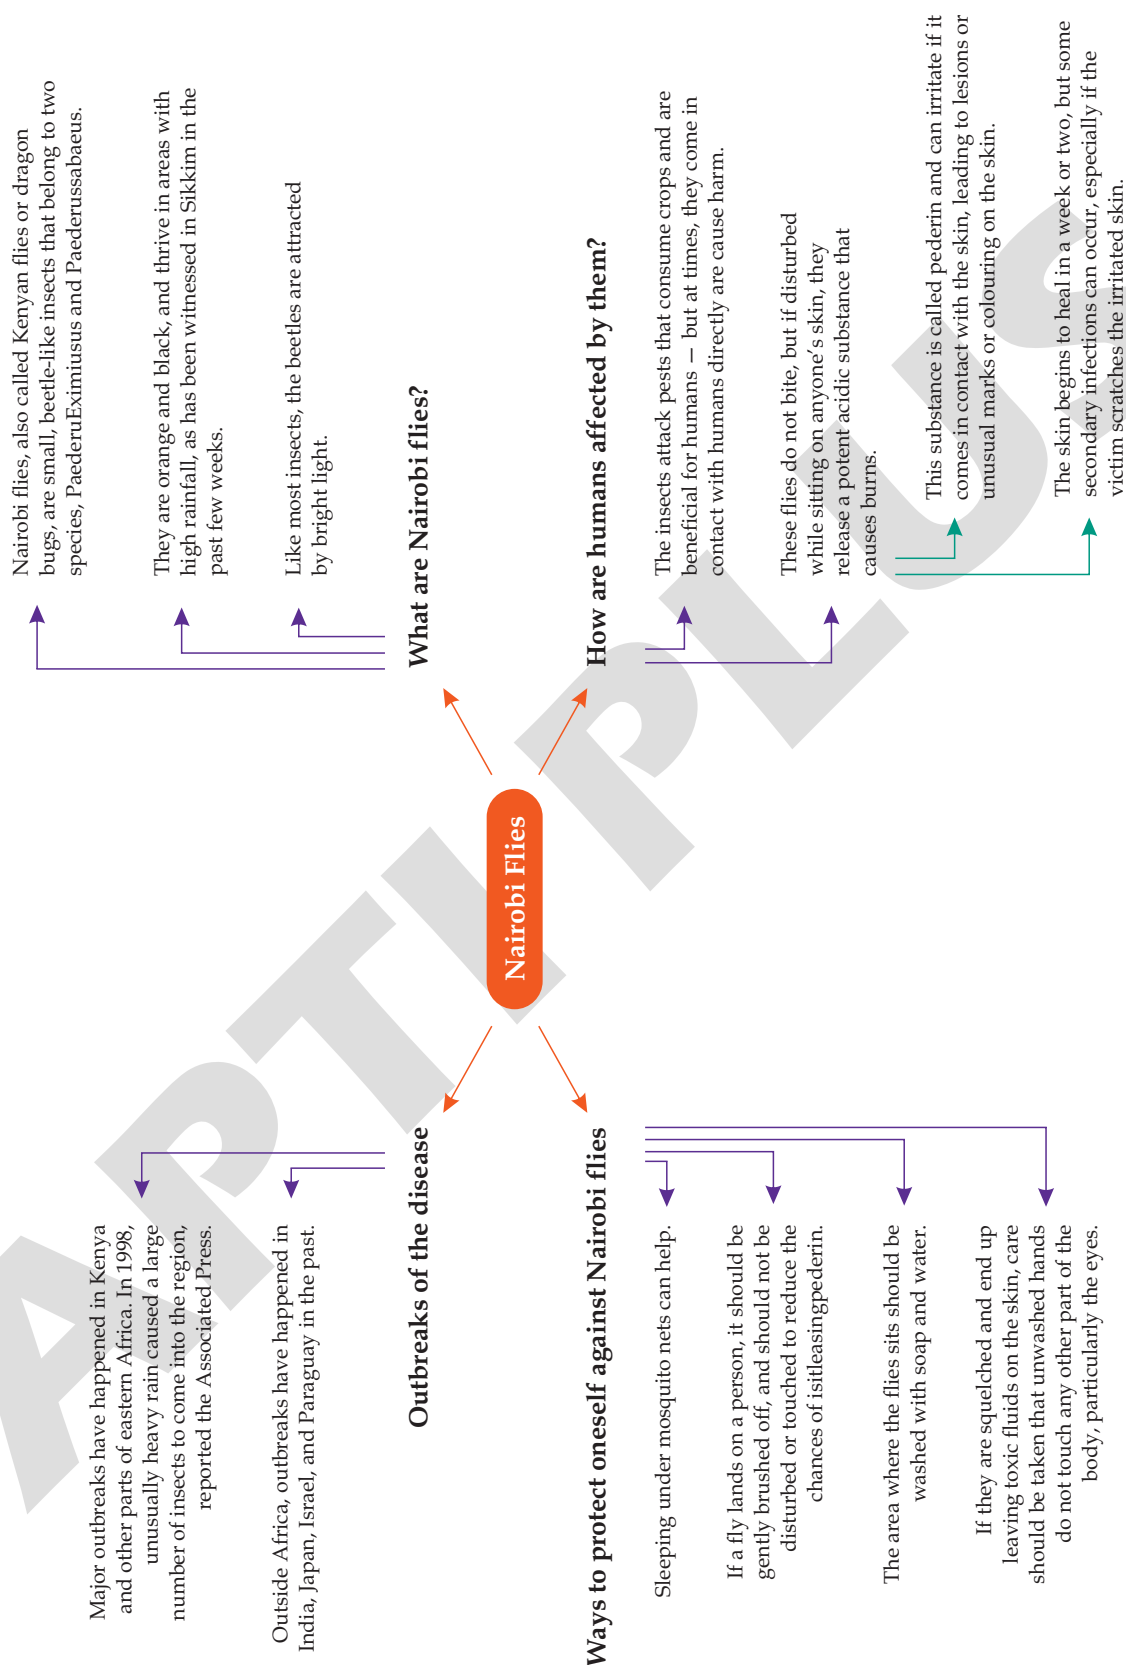 Nairobi Flies
Outbreaks of the disease
Major outbreaks have happened in Kenya
and other parts of eastern Africa. In 1998,
unusually heavy rain caused a large
number of insects to come into the region,
reported the Associated Press.
Outside Africa, outbreaks have happened in
India, Japan, Israel, and Paraguay in the past.
What are Nairobi flies?
Nairobi flies, also called Kenyan flies or dragon
bugs, are small, beetle-like insects that belong to two
species, PaederuEximiusus and Paederussabaeus.
They are orange and black, and thrive in areas with
high rainfall, as has been witnessed in Sikkim in the
past few weeks.
Like most insects, the beetles are attracted
by bright light.
Ways to protect oneself against Nairobi flies
Sleeping under mosquito nets can help.
If a fly lands on a person, it should be
gently brushed off, and should not be
disturbed or touched to reduce the
chances of isitleasingpederin.
The area where the flies sits should be
washed with soap and water.
If they are squelched and end up
leaving toxic fluids on the skin, care
should be taken that unwashed hands
do not touch any other part of the
body, particularly the eyes.
How are humans affected by them?
The insects attack pests that consume crops and are
beneficial for humans — but at times, they come in
contact with humans directly are cause harm.
These flies do not bite, but if disturbed
while sitting on anyone's skin, they
release a potent acidic substance that
causes burns.
This substance is called pederin and can irritate if it
comes in contact with the skin, leading to lesions or
unusual marks or colouring on the skin.
The skin begins to heal in a week or two, but some
secondary infections can occur, especially if the
victim scratches the irritated skin.
APTI PLUS